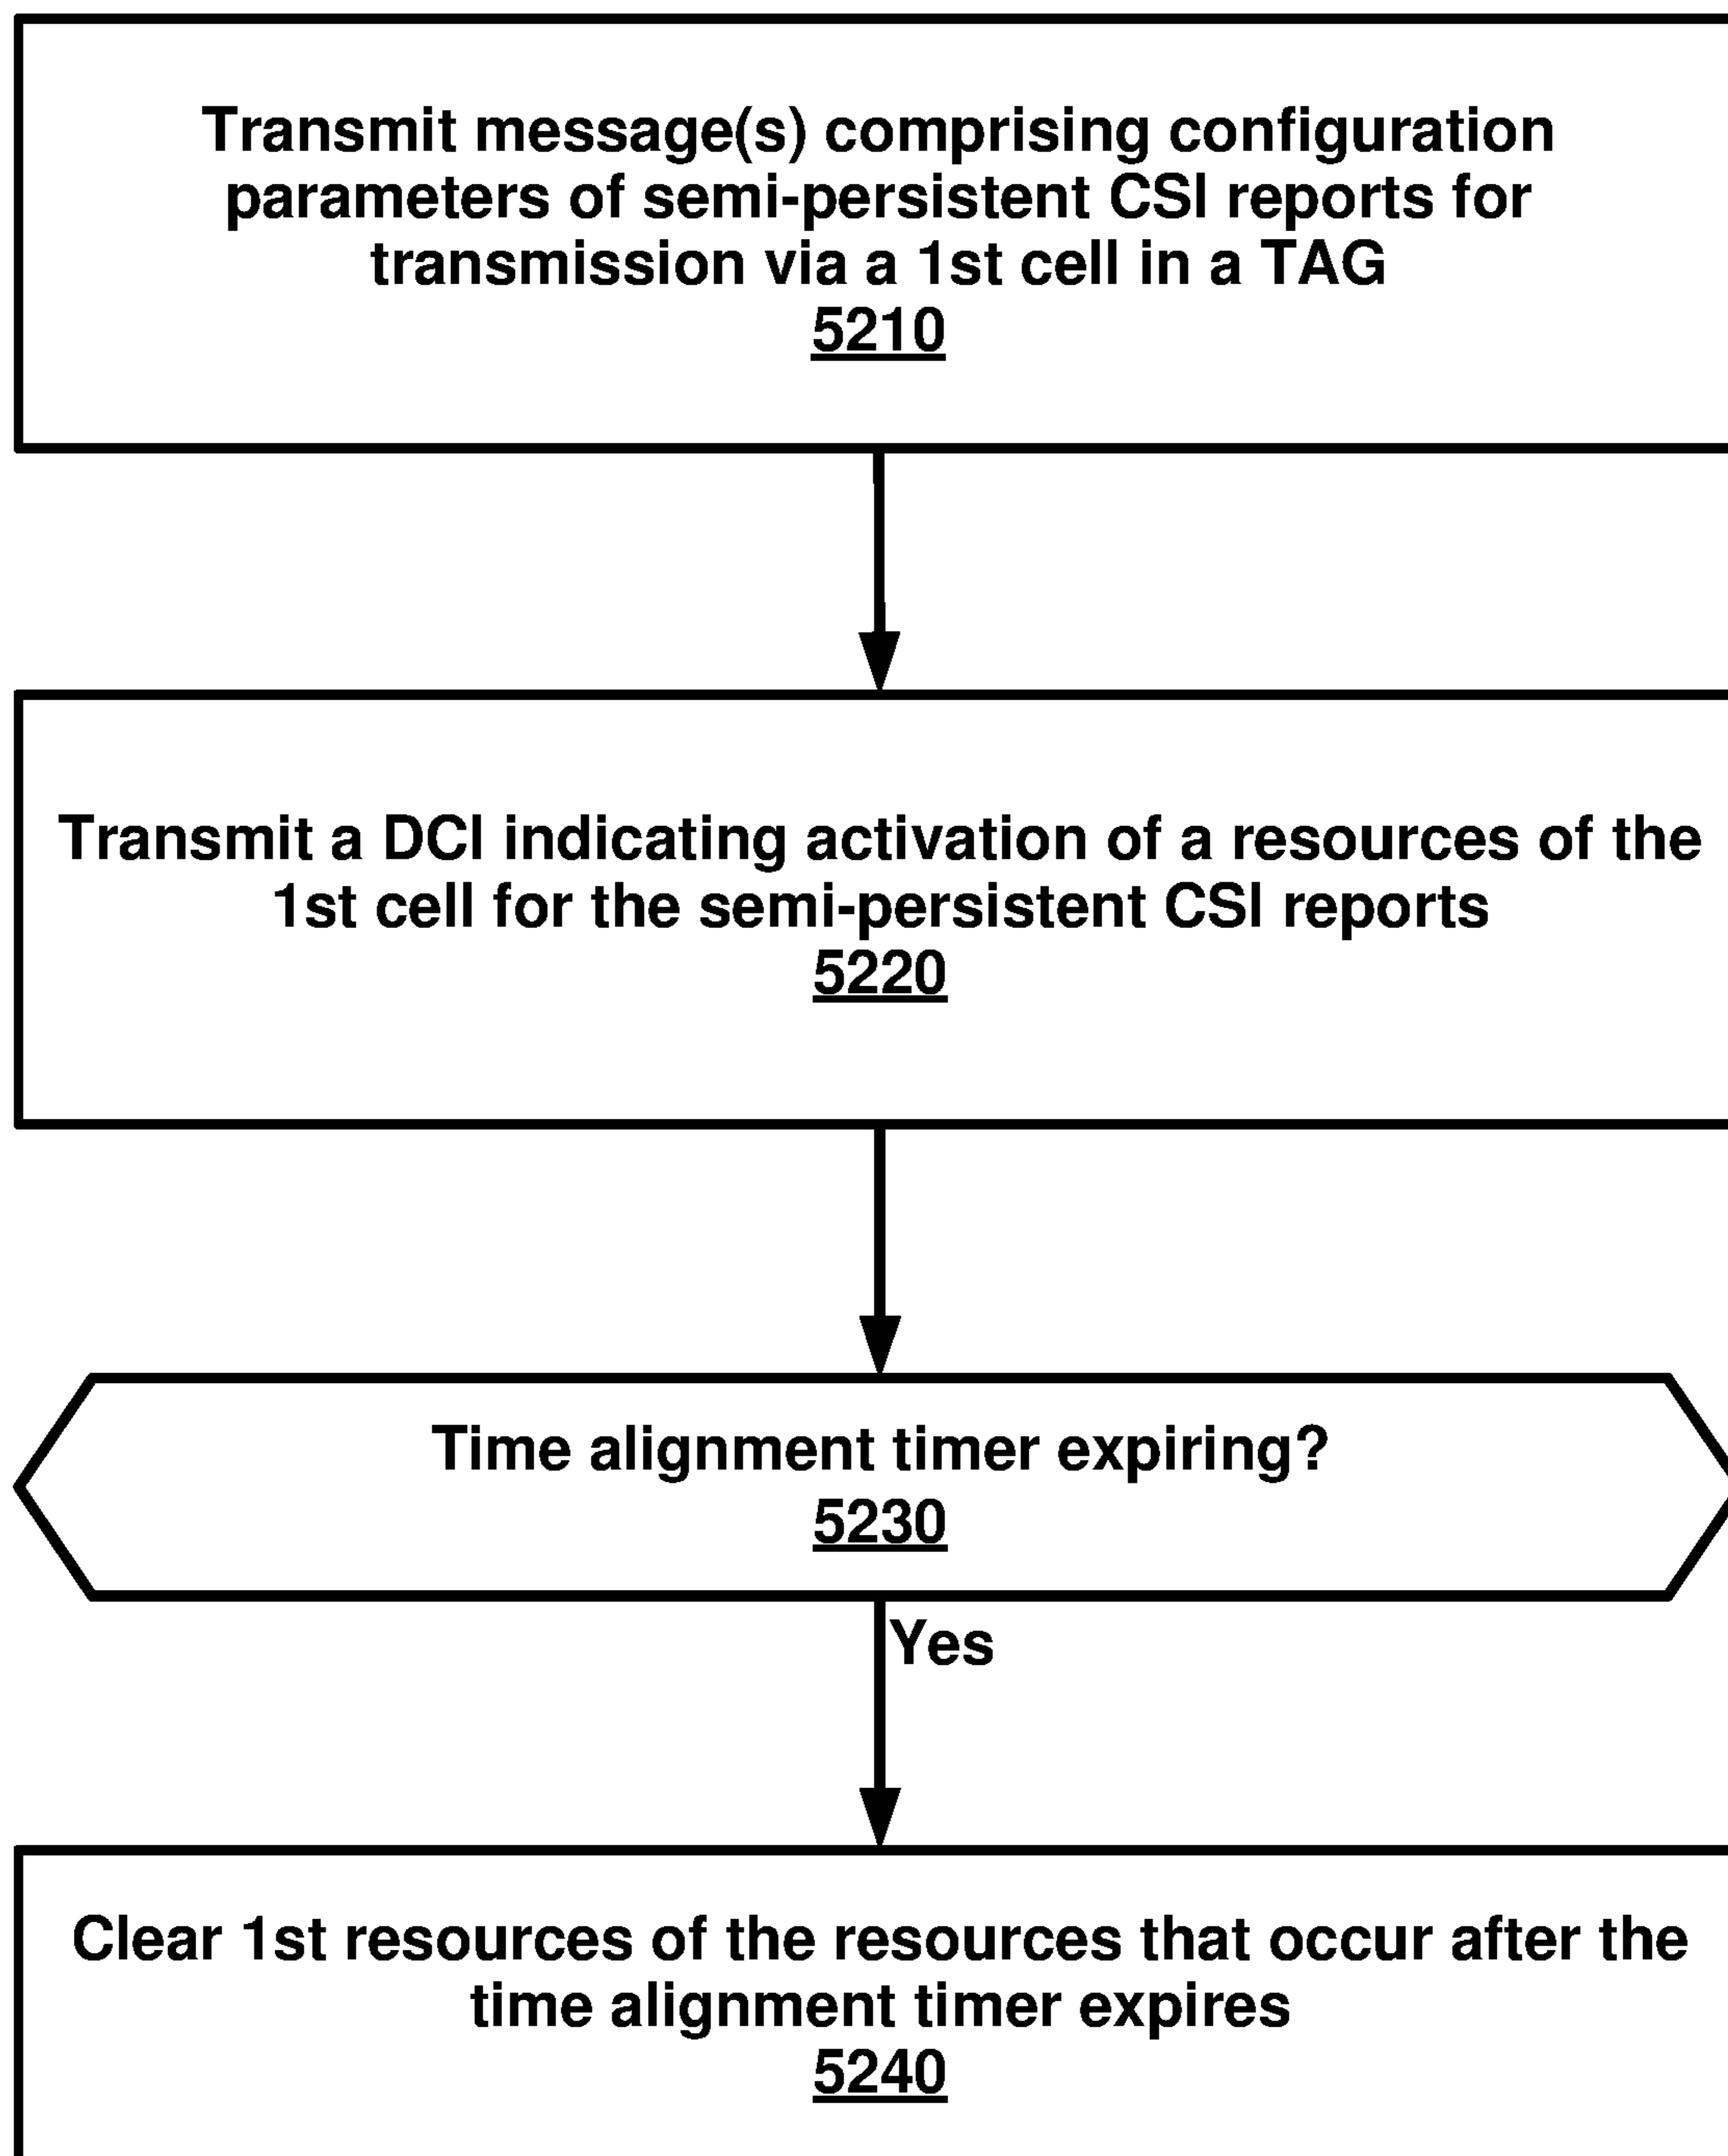 Transmit message(s) comprising configuration
parameters of semi-persistent CSI reports for
transmission via a 1st cell in a TAG
5210
Transmit a DCI indicating activation of a resources of the
1st cell for the semi-persistent CSI reports
5220
Time alignment timer expiring?
5230
Yes
Clear 1st resources of the resources that occur after the
time alignment timer expires
5240